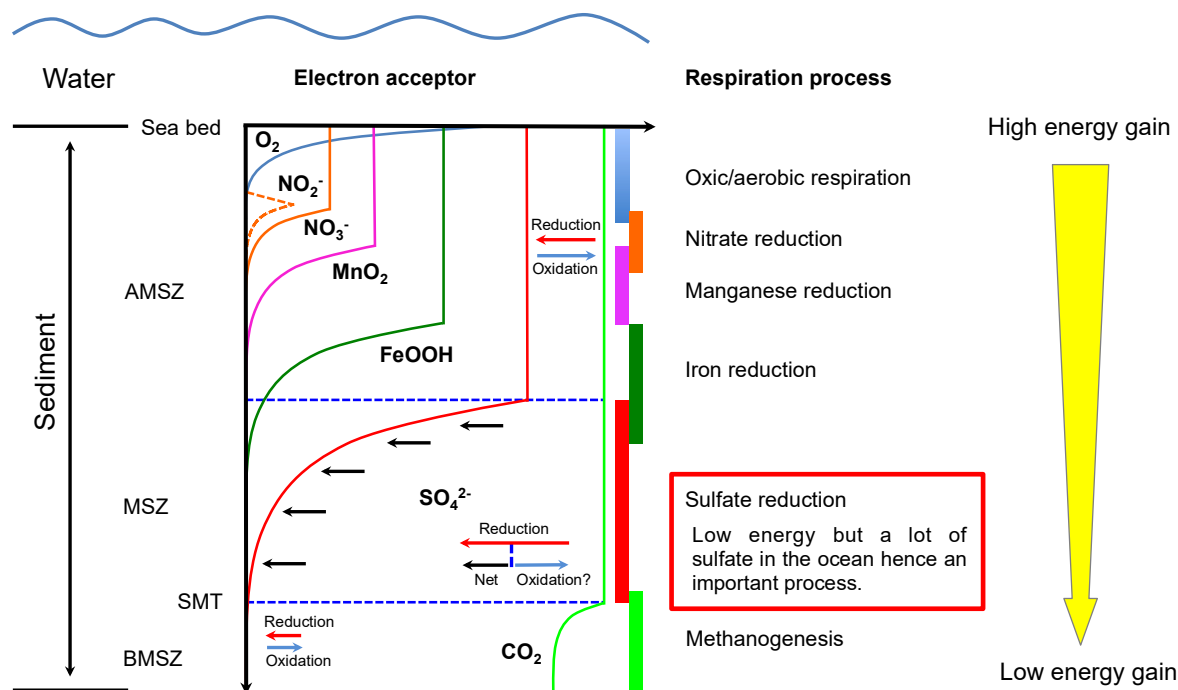 Water
Electron acceptor
Respiration process
Sea bed
High energy gain
O₂
NO₂⁻
NO₃⁻
MnO₂
FeOOH
Reduction
Oxidation
Oxic/aerobic respiration
Nitrate reduction
Manganese reduction
Iron reduction
AMSZ
Sediment
MSZ
SO₄²⁻
Reduction
Net
Oxidation?
Sulfate reduction
Low energy but a lot of
sulfate in the ocean hence an
important process.
SMT
Reduction
Oxidation
BMSZ
CO₂
Methanogenesis
Low energy gain